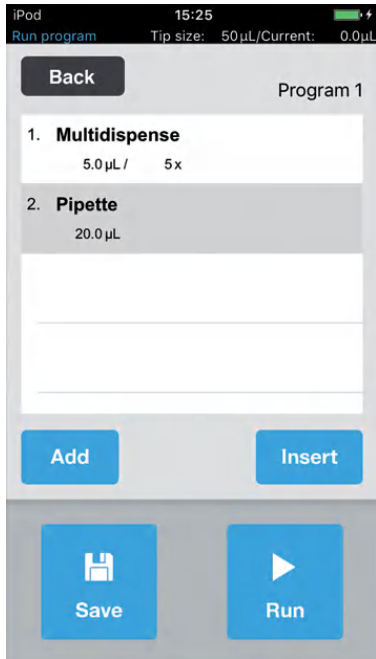 iPod 15:25
Run program Tip size: 50 µL/Current: 0.0µL
Back
Program 1
1. Multidispense
5.0 µL / 5 x
2. Pipette
20.0 µL
Add Insert
Save Run